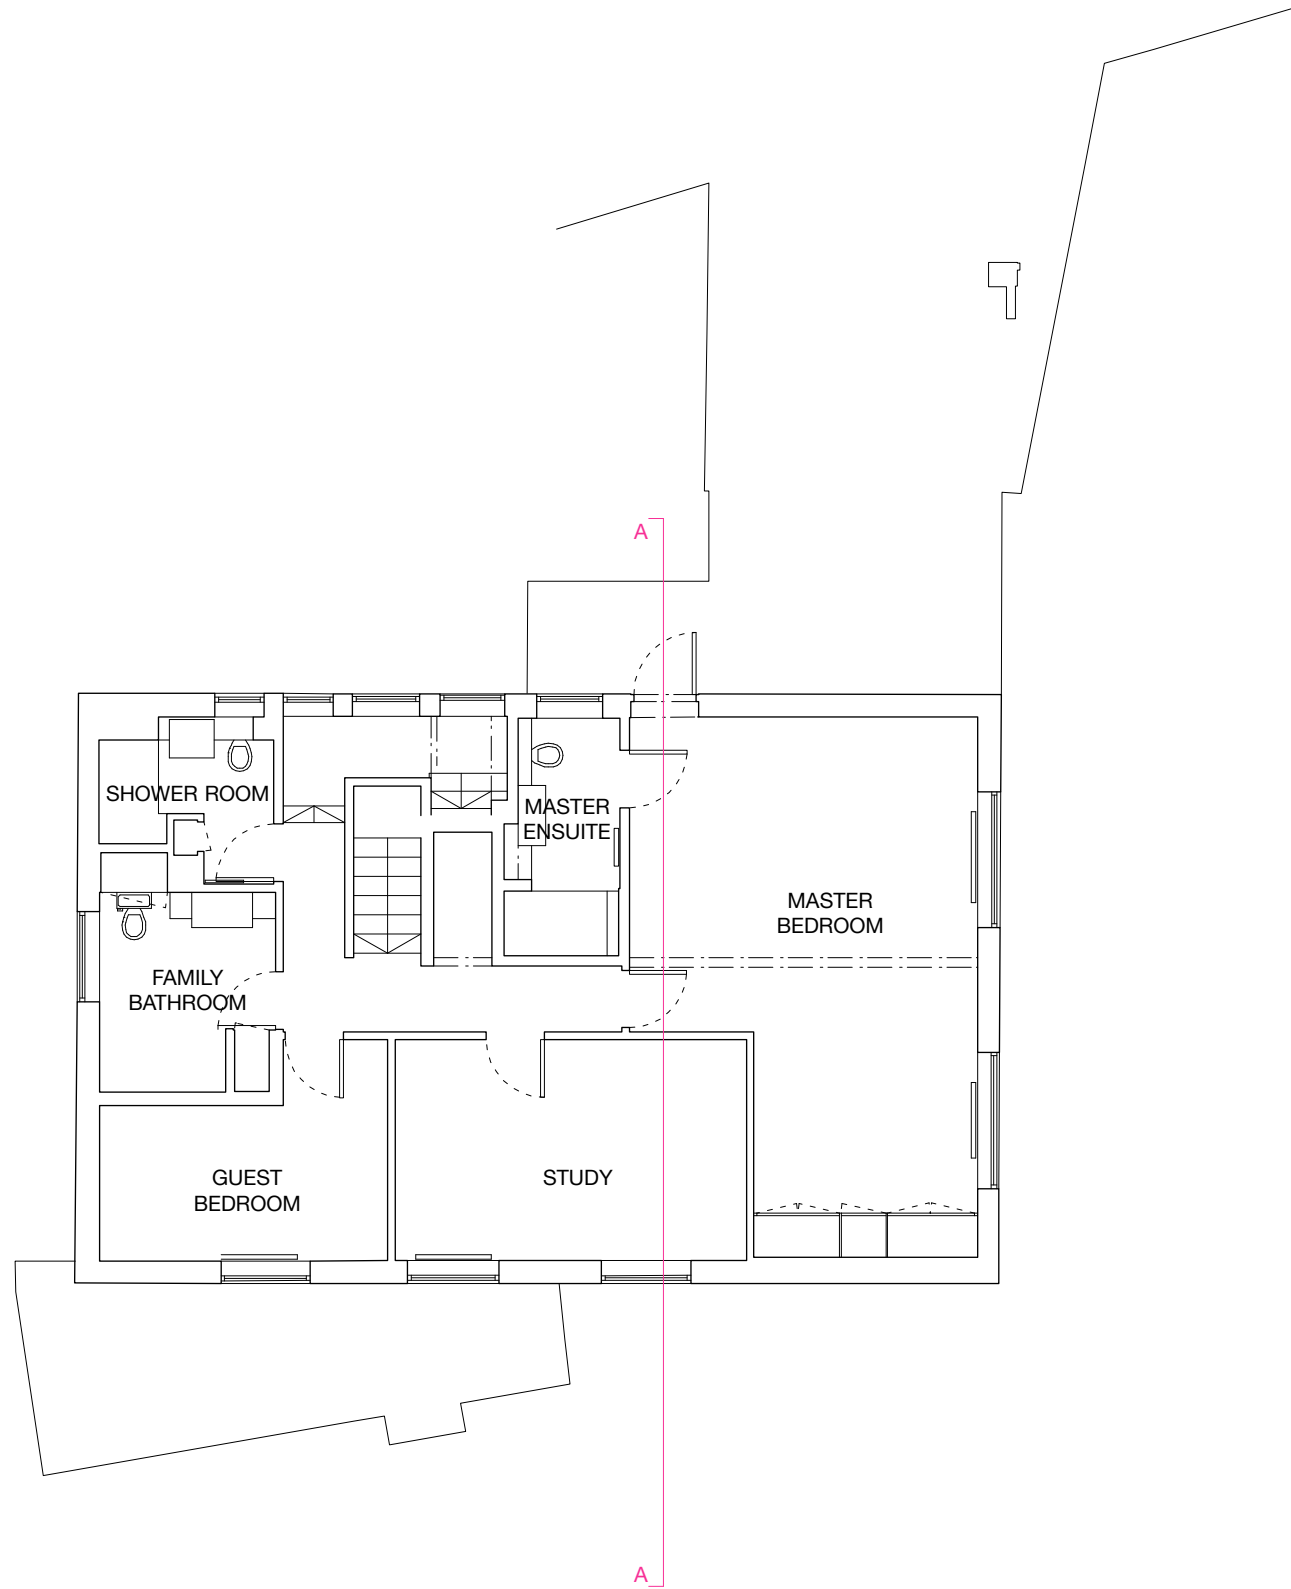 A
SHOWER ROOM
MASTER
ENSUITE
MASTER
BEDROOM
FAMILY
BATHROOM
GUEST
BEDROOM
STUDY
A